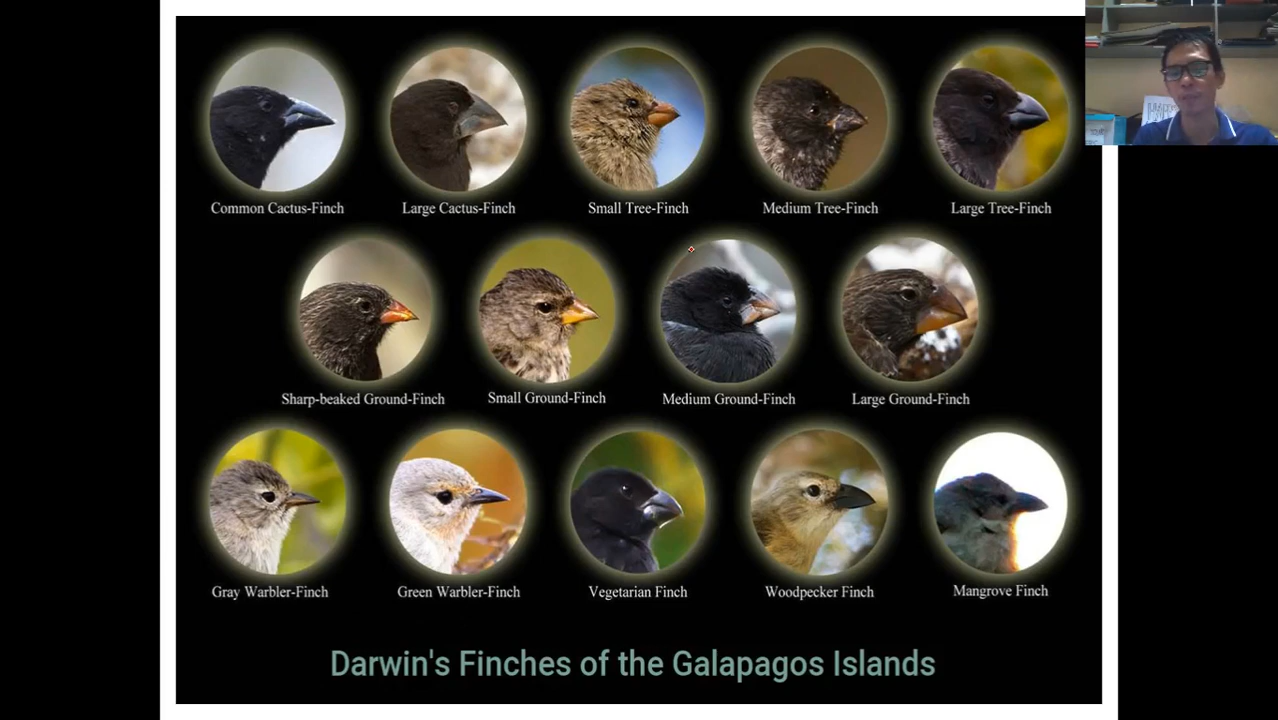 Common Cactus-Finch
Large Cactus-Finch
Small Tree-Finch
Medium Tree-Finch
Large Tree-Finch
Sharp-beaked Ground-Finch
Small Ground-Finch
Medium Ground-Finch
Large Ground-Finch
Gray Warbler-Finch
Green Warbler-Finch
Vegetarian Finch
Woodpecker Finch
Mangrove Finch
Darwin's Finches of the Galapagos Islands